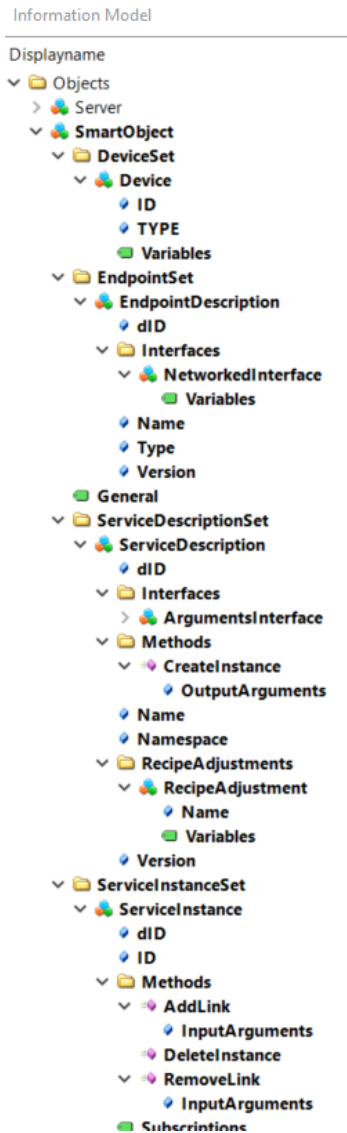 Information Model
Displayname
Objects
Server
SmartObject
DeviceSet
Device
ID
TYPE
Variables
EndpointSet
EndpointDescription
dID
Interfaces
NetworkedInterface
Variables
Name
Type
Version
General
ServiceDescriptionSet
ServiceDescription
dID
Interfaces
ArgumentsInterface
Methods
CreateInstance
OutputArguments
Name
Namespace
RecipeAdjustments
RecipeAdjustment
Name
Variables
Version
ServiceInstanceSet
ServiceInstance
dID
ID
Methods
AddLink
InputArguments
DeleteInstance
RemoveLink
InputArguments
Subscriptions